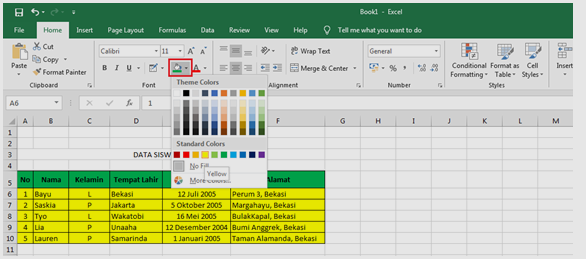 Book1 - Excel
File Home Insert Page Layout Formulas Data Review View Help Tell me what you want to do
Cut
Copy
Format Painter
Paste
Clipboard
Calibri 11 A A
B I U A
Font
Wrap Text
Merge & Center
Alignment
General
% ,
Number
Conditional Formatting
Format as Table
Cell Styles
Styles
Insert
Theme Colors
Standard Colors
No Fill
More Colors...
Yellow
A6 1
A B C D F G H I J K L M
1
2
3 DATA SISW
4
5 No Nama Kelamin Tempat Lahir Alamat
6 1 Bayu L Bekasi 12 Juli 2005 Perum 3, Bekasi
7 2 Saskia P Jakarta 5 Oktober 2005 Margahayu, Bekasi
8 3 Tyo L Wakatobi 16 Mei 2005 BulakKapal, Bekasi
9 4 Lia P Unaaha 12 Desember 2004 Bumi Anggrek, Bekasi
10 5 Lauren P Samarinda 1 Januari 2005 Taman Alamanda, Bekasi
11